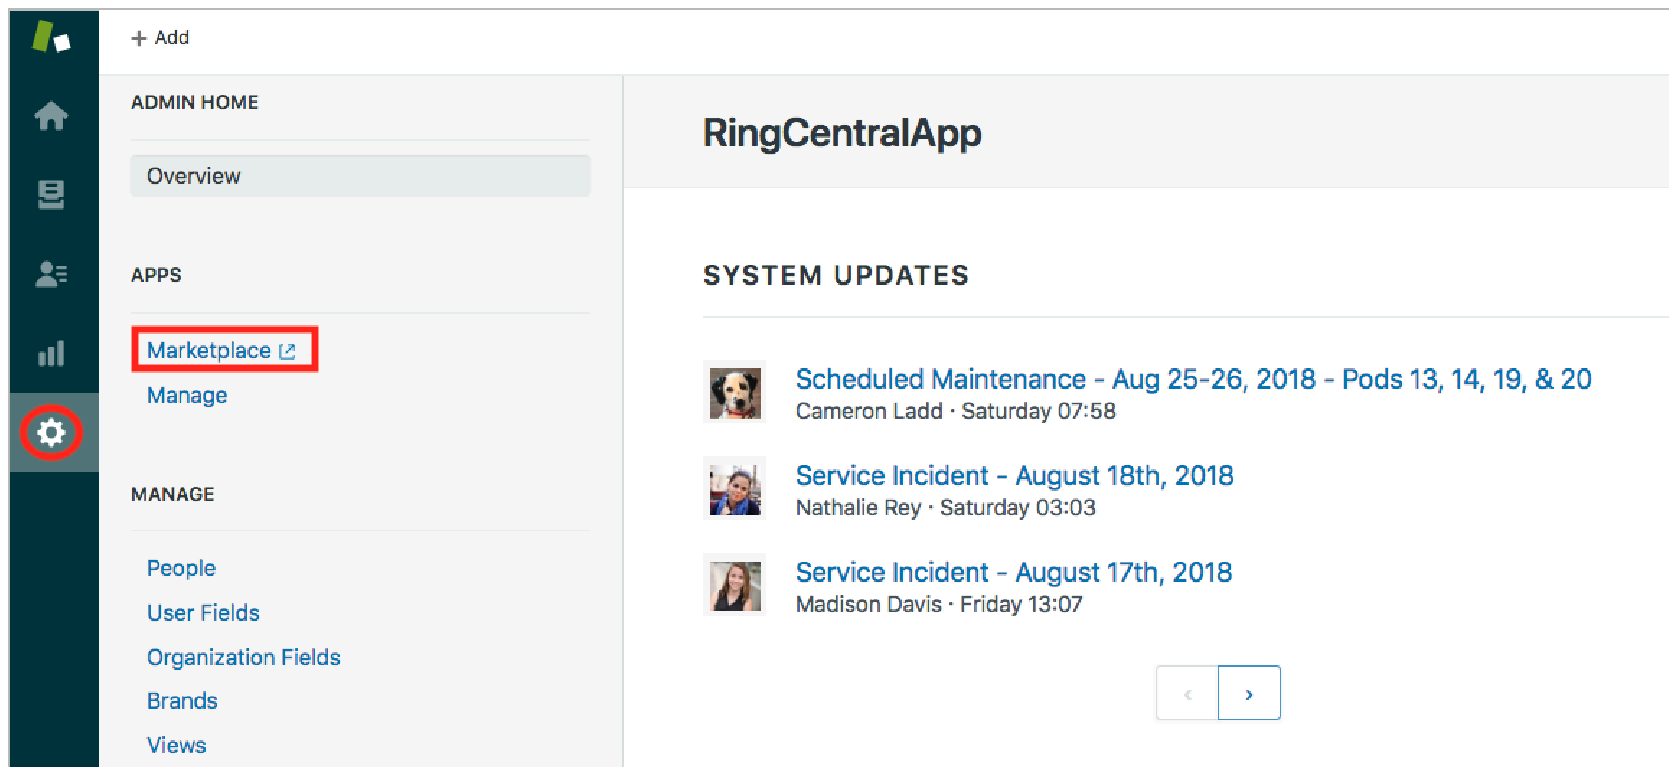 + Add
ADMIN HOME
Overview
APPS
Marketplace
Manage
MANAGE
People
User Fields
Organization Fields
Brands
Views
RingCentralApp
SYSTEM UPDATES
Scheduled Maintenance - Aug 25-26, 2018 - Pods 13, 14, 19, & 20
Cameron Ladd · Saturday 07:58
Service Incident - August 18th, 2018
Nathalie Rey · Saturday 03:03
Service Incident - August 17th, 2018
Madison Davis · Friday 13:07